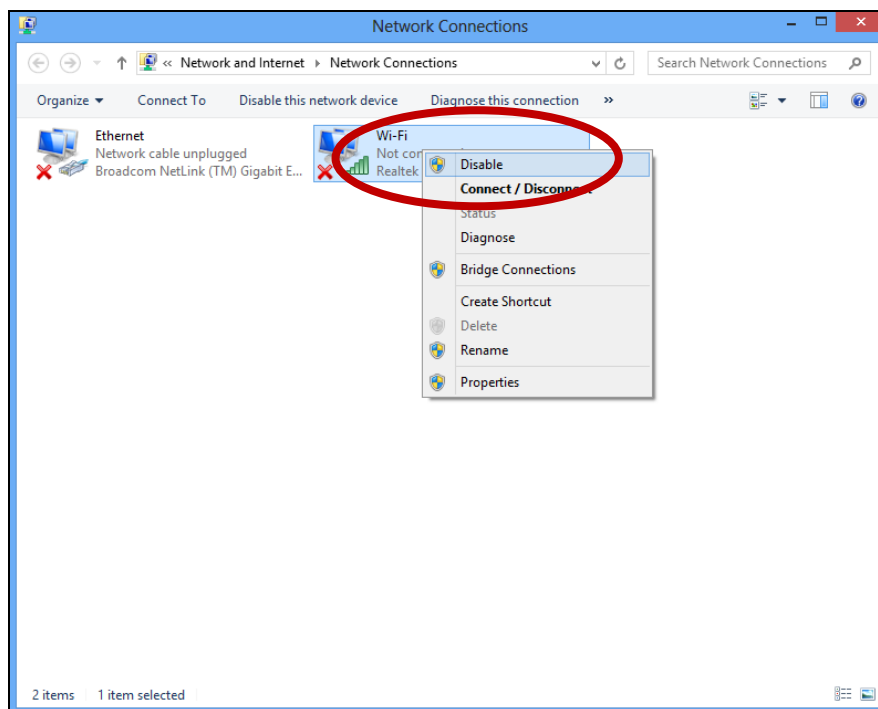 Network Connections
« Network and Internet Network Connections
Search Network Connections
Organize Connect To Disable this network device Diagnose this connection »
Ethernet
Network cable unplugged
Broadcom NetLink (TM) Gigabit E...
Wi-Fi
Not
Realtek
Disable
Connect / Disconnect
Status
Diagnose
Bridge Connections
Create Shortcut
Delete
Rename
Properties
2 items 1 item selected